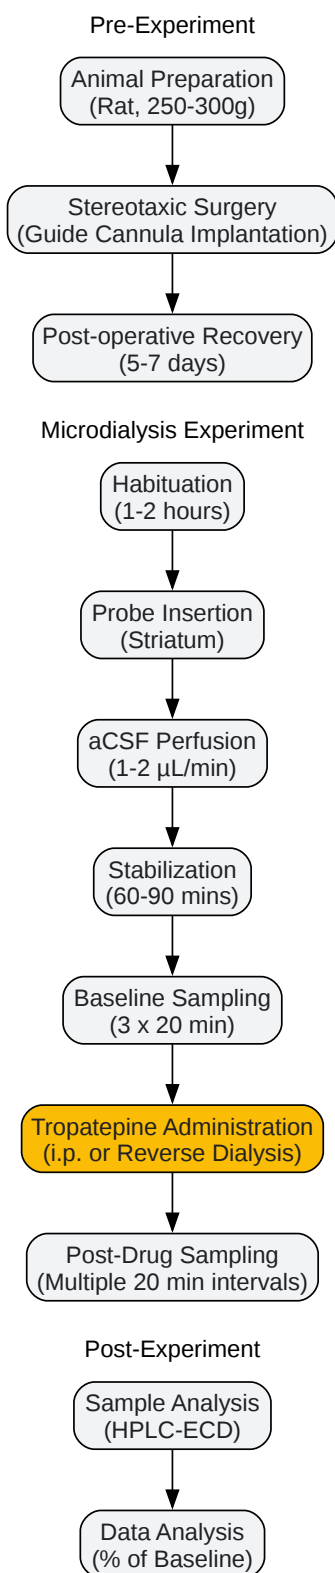 Pre-Experiment
Animal Preparation
(Rat, 250-300g)
Stereotaxic Surgery
(Guide Cannula Implantation)
Post-operative Recovery
(5-7 days)
Microdialysis Experiment
Habituation
(1-2 hours)
Probe Insertion
(Striatum)
aCSF Perfusion
(1-2 µL/min)
Stabilization
(60-90 mins)
Baseline Sampling
(3 x 20 min)
Tropatepine Administration
(i.p. or Reverse Dialysis)
Post-Drug Sampling
(Multiple 20 min intervals)
Post-Experiment
Sample Analysis
(HPLC-ECD)
Data Analysis
(% of Baseline)